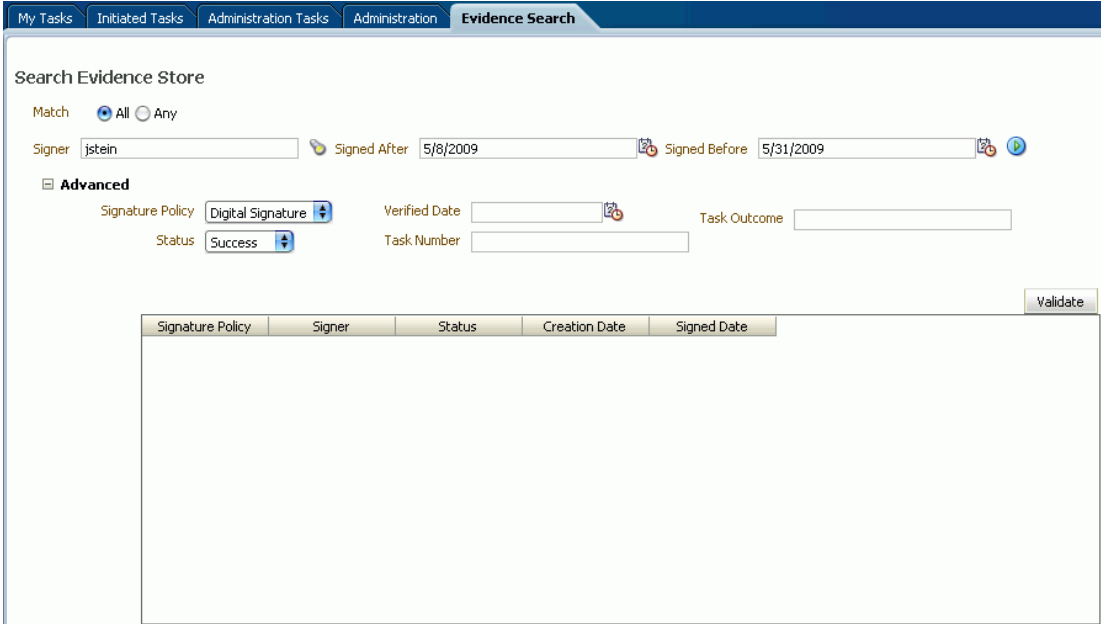 My Tasks Initiated Tasks Administration Tasks Administration Evidence Search
Search Evidence Store
Match All Any
Signer jstein Signed After 5/8/2009 Signed Before 5/31/2009
Advanced
Signature Policy Digital Signature Verified Date Task Outcome
Status Success Task Number
Validate
Signature Policy Signer Status Creation Date Signed Date